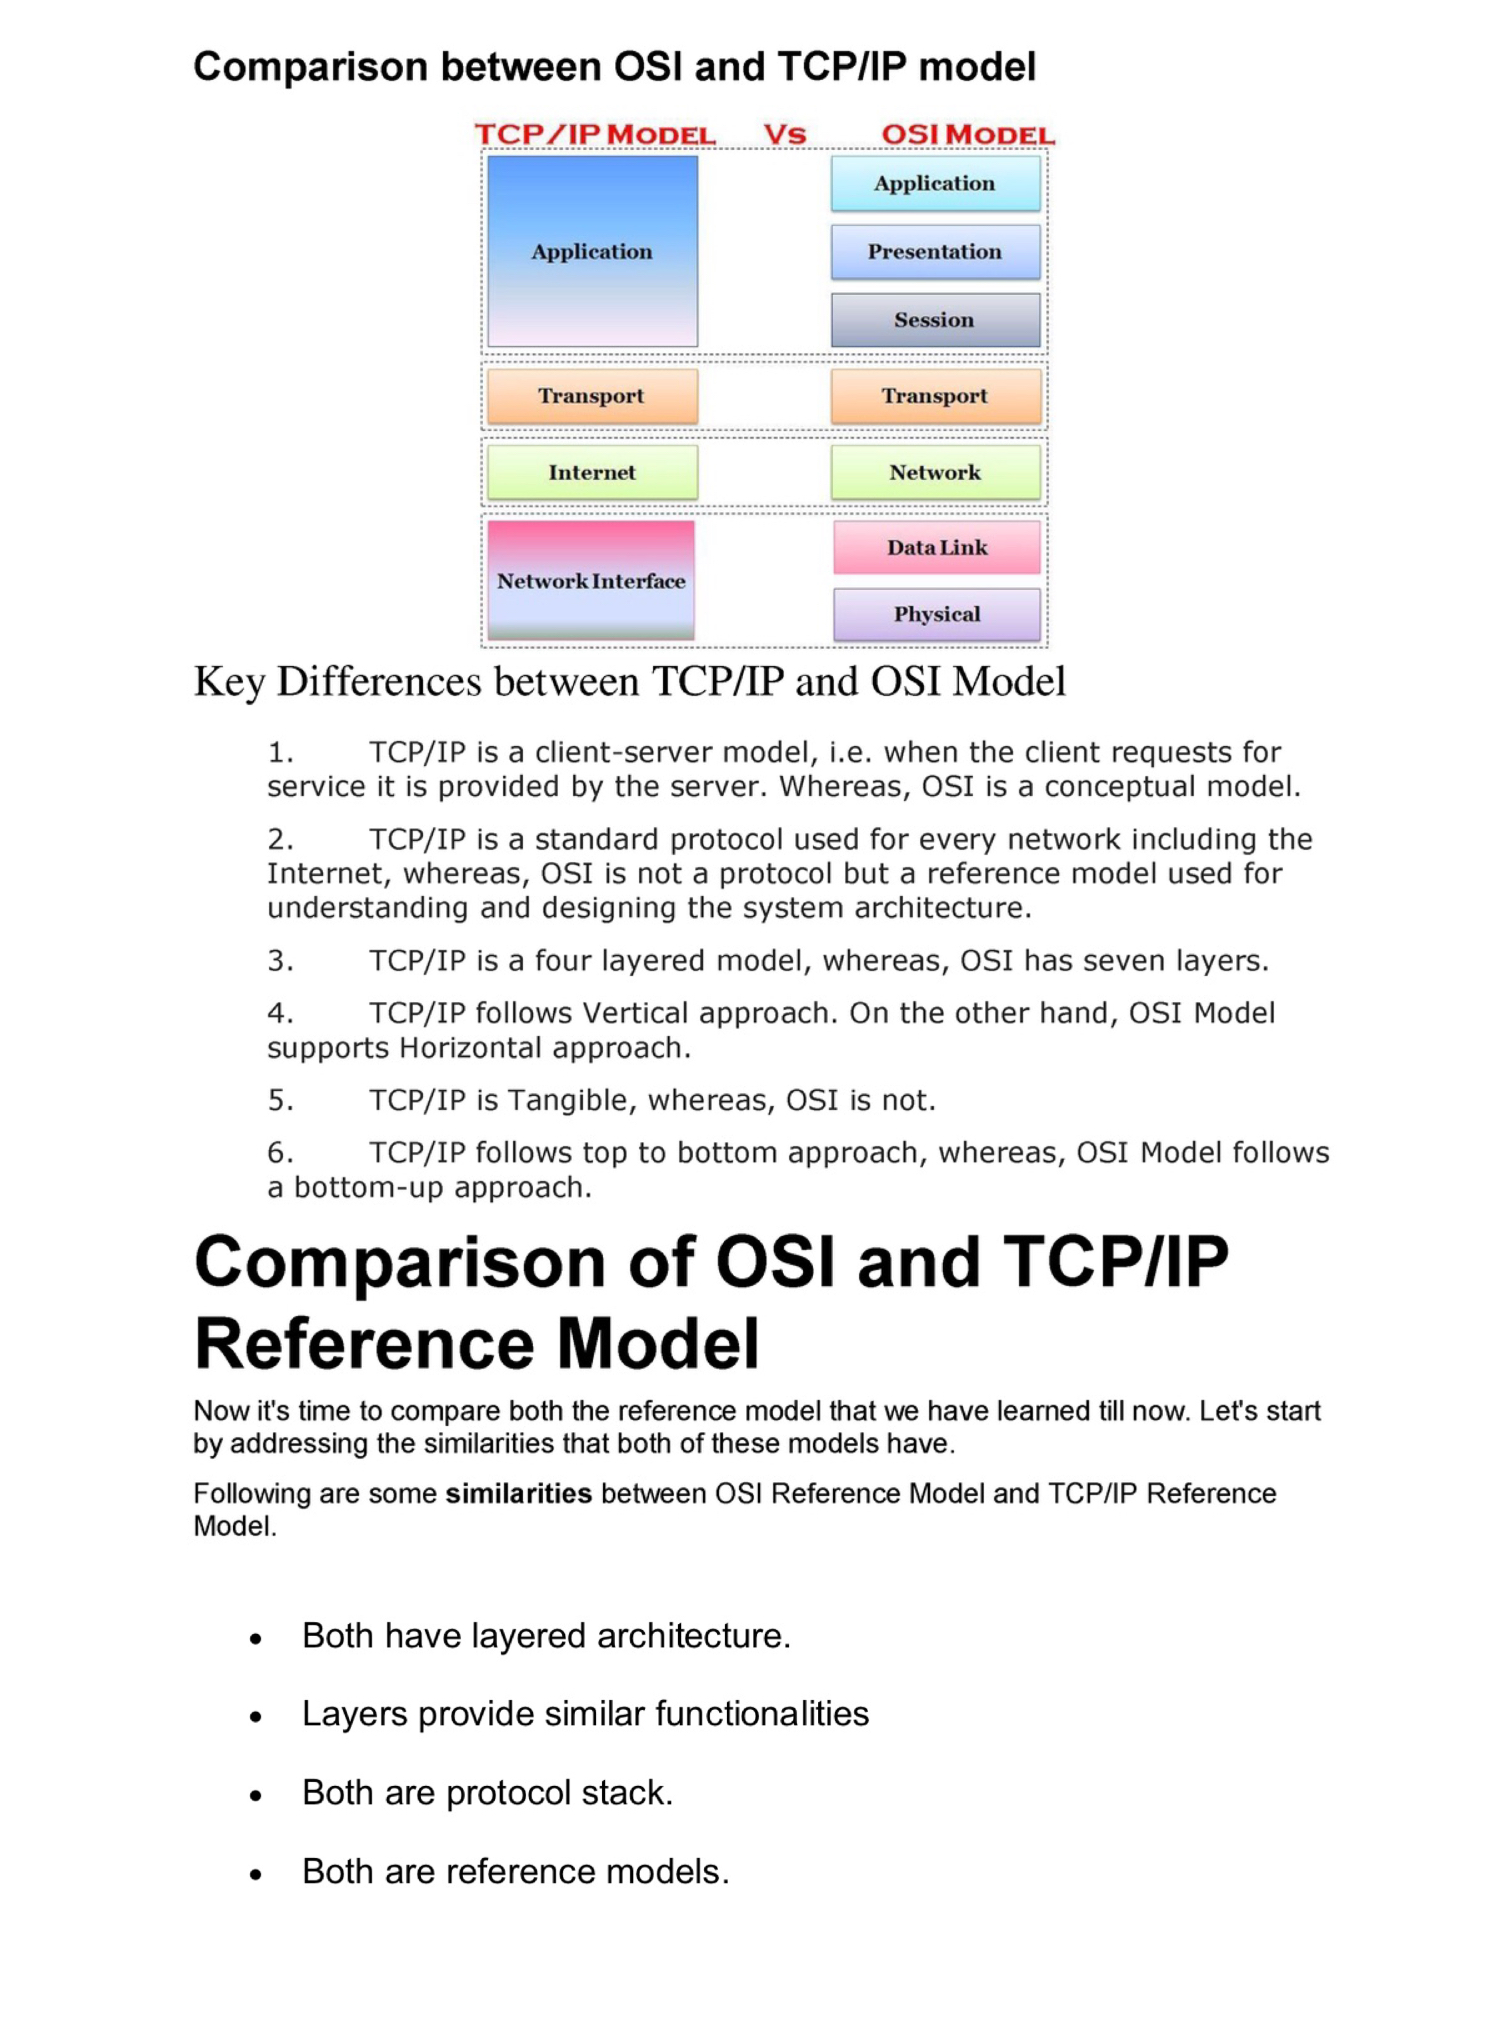 Comparison between OSI and TCP/IP model
TCP/IP MODEL Vs OSI MODEL
Application
Application
Presentation
Session
Transport Transport
Internet Network
Network Interface
Data Link
Physical
Key Differences between TCP/IP and OSI Model
1. TCP/IP is a client-server model, i.e. when the client requests for
service it is provided by the server. Whereas, OSI is a conceptual model.
2. TCP/IP is a standard protocol used for every network including the
Internet, whereas, OSI is not a protocol but a reference model used for
understanding and designing the system architecture.
3. TCP/IP is a four layered model, whereas, OSI has seven layers.
4. TCP/IP follows Vertical approach. On the other hand, OSI Model
supports Horizontal approach.
5. TCP/IP is Tangible, whereas, OSI is not.
6. TCP/IP follows top to bottom approach, whereas, OSI Model follows
a bottom-up approach.
Comparison of OSI and TCP/IP
Reference Model
Now it's time to compare both the reference model that we have learned till now. Let's start
by addressing the similarities that both of these models have.
Following are some similarities between OSI Reference Model and TCP/IP Reference
Model.
• Both have layered architecture.
• Layers provide similar functionalities
• Both are protocol stack.
• Both are reference models.